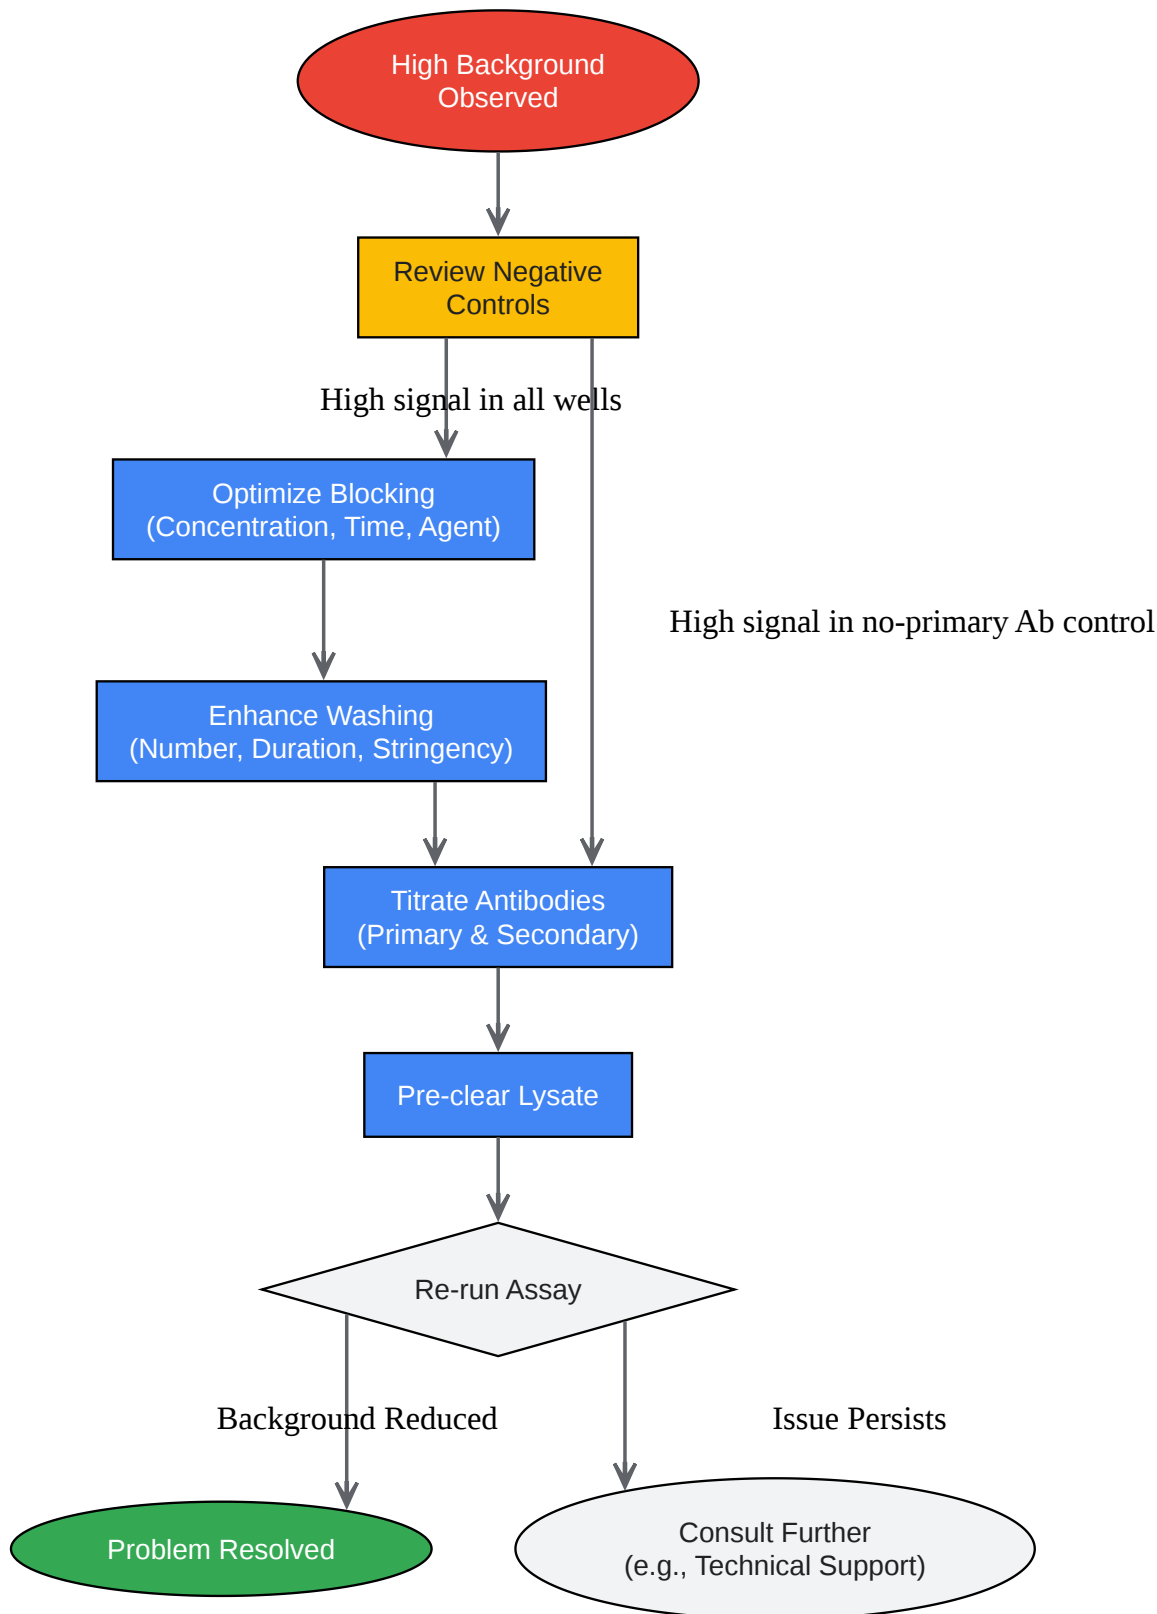 High Background
Observed
Review Negative
Controls
High signal in all wells
Optimize Blocking
(Concentration, Time, Agent)
High signal in no-primary Ab control
Enhance Washing
(Number, Duration, Stringency)
Titrate Antibodies
(Primary & Secondary)
Pre-clear Lysate
Re-run Assay
Background Reduced
Issue Persists
Problem Resolved
Consult Further
(e.g., Technical Support)